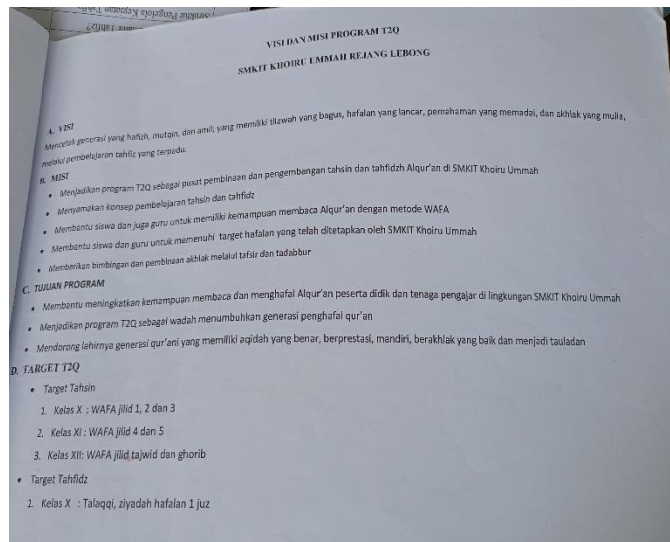 Struktur Pengelola Kegiatan
VISI DAN MISI PROGRAM T2Q
SMKIT KHOIRU UMMAH REJANG LEBONG
A. VISI
Mencetak generasi yang hafizh, mutqin, dan amil; yang memiliki tilawah yang bagus, hafalan yang lancar, pemahaman yang memadai, dan akhlak yang mulia,
melalui pembelajaran tahfiz yang terpadu.
B. MISI
• Menjadikan program T2Q sebagai pusat pembinaan dan pengembangan tahsin dan tahfidzh Alqur'an di SMKIT Khoiru Ummah
• Menyamakan konsep pembelajaran tahsin dan tahfidz
• Membantu siswa dan juga guru untuk memiliki kemampuan membaca Alqur'an dengan metode WAFA
• Membantu siswa dan guru untuk memenuhi target hafalan yang telah ditetapkan oleh SMKIT Khoiru Ummah
• Memberikan bimbingan dan pembinaan akhlak melalui tafsir dan tadabbur
C. TUJUAN PROGRAM
• Membantu meningkatkan kemampuan membaca dan menghafal Alqur'an peserta didik dan tenaga pengajar di lingkungan SMKIT Khoiru Ummah
• Menjadikan program T2Q sebagai wadah menumbuhkan generasi penghafal qur'an
• Mendorong lahirnya generasi qur'ani yang memiliki aqidah yang benar, berprestasi, mandiri, berakhlak yang baik dan menjadi tauladan
D. TARGET T2Q
• Target Tahsin
1. Kelas X : WAFA jilid 1, 2 dan 3
2. Kelas XI : WAFA jilid 4 dan 5
3. Kelas XII: WAFA jilid tajwid dan ghorib
• Target Tahfidz
1. Kelas X : Talaqqi, ziyadah hafalan 1 juz